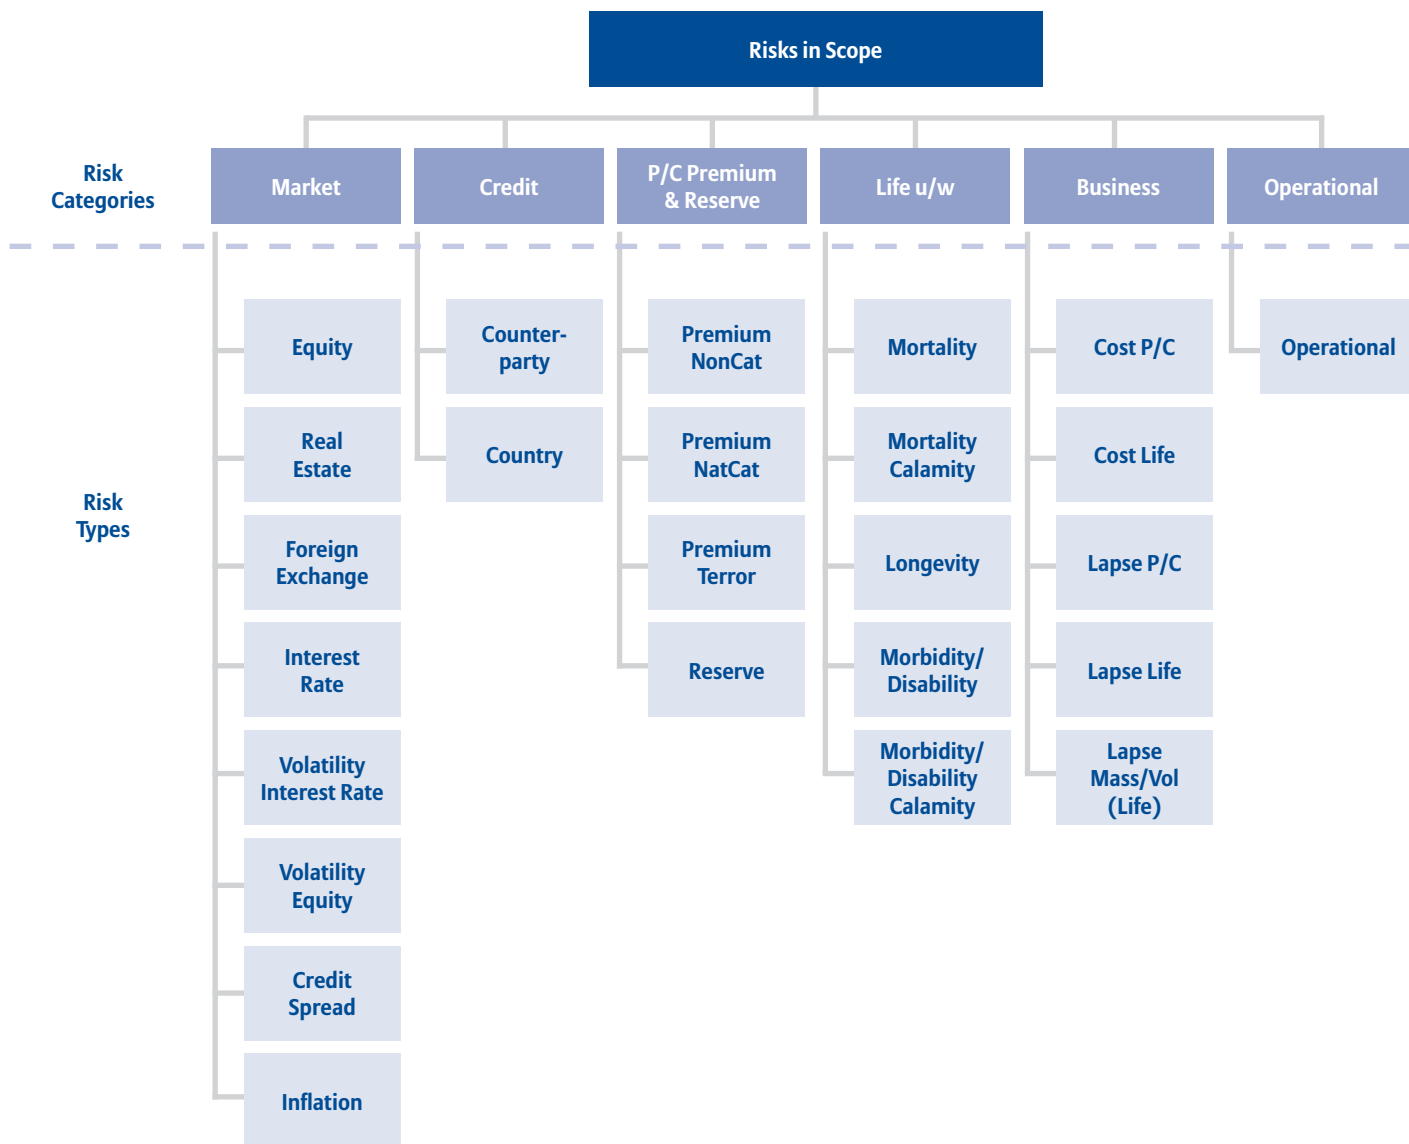 Risks in Scope
Risk
Categories
Market
Credit
P/C Premium
& Reserve
Life u/w
Business
Operational
Risk
Types
Equity
Real
Estate
Foreign
Exchange
Interest
Rate
Volatility
Interest Rate
Volatility
Equity
Credit
Spread
Inflation
Counter-
party
Country
Premium
NonCat
Premium
NatCat
Premium
Terror
Reserve
Mortality
Mortality
Calamity
Longevity
Morbidity/
Disability
Morbidity/
Disability
Calamity
Cost P/C
Cost Life
Lapse P/C
Lapse Life
Lapse
Mass/Vol
(Life)
Operational